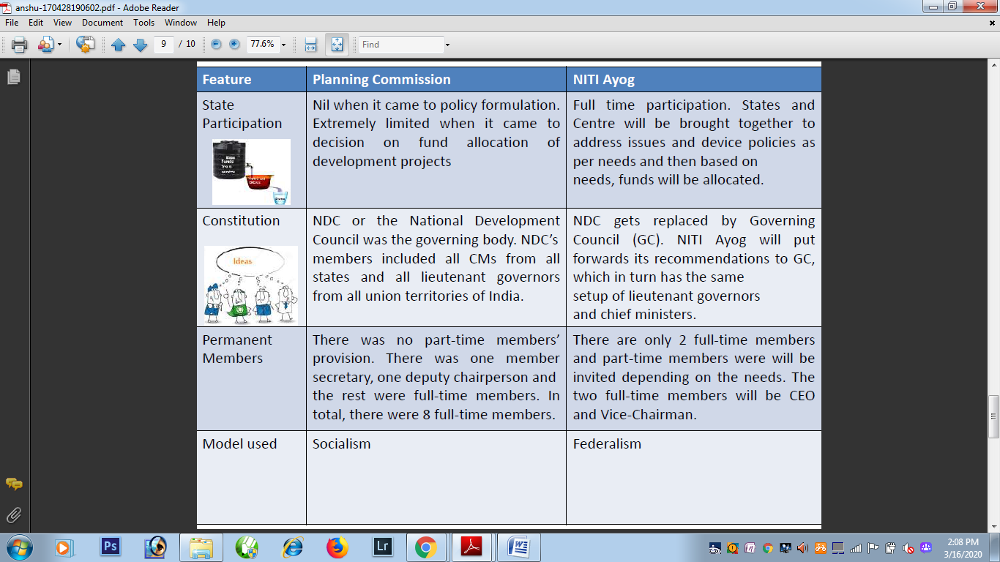 anshu-170428190602.pdf - Adobe Reader
File Edit View Document Tools Window Help
9 / 10 77.6% Find
Feature Planning Commission NITI Ayog
State
Participation
Nil when it came to policy formulation.
Extremely limited when it came to
decision on fund allocation of
development projects
Full time participation. States and
Centre will be brought together to
address issues and device policies as
per needs and then based on
needs, funds will be allocated.
Funds
Constitution
Ideas
NDC or the National Development
Council was the governing body. NDC’s
members included all CMs from all
states and all lieutenant governors
from all union territories of India.
NDC gets replaced by Governing
Council (GC). NITI Ayog will put
forwards its recommendations to GC,
which in turn has the same
setup of lieutenant governors
and chief ministers.
Permanent
Members
There was no part-time members’
provision. There was one member
secretary, one deputy chairperson and
the rest were full-time members. In
total, there were 8 full-time members.
There are only 2 full-time members
and part-time members were will be
invited depending on the needs. The
two full-time members will be CEO
and Vice-Chairman.
Model used Socialism Federalism
Ps Lr W
2:08 PM
3/16/2020